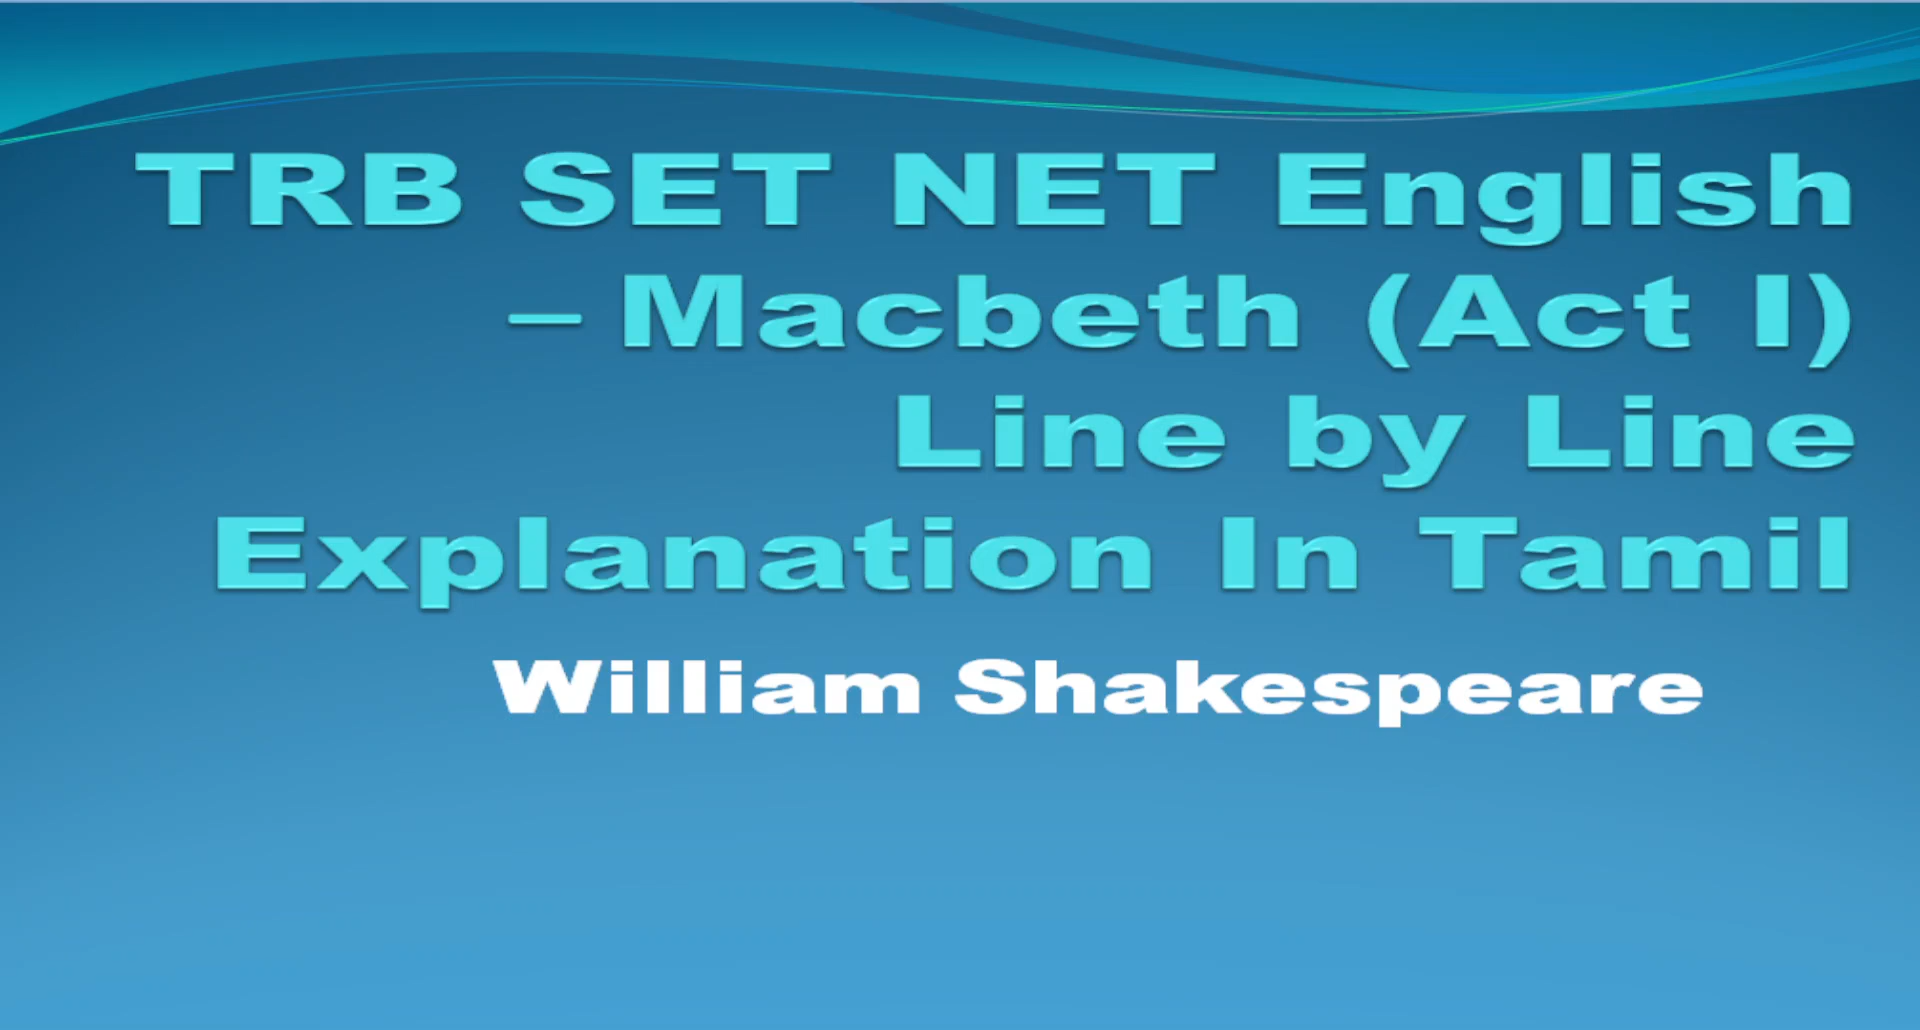 TRB SET NET English
– Macbeth (Act I)
Line by Line
Explanation In Tamil
William Shakespeare